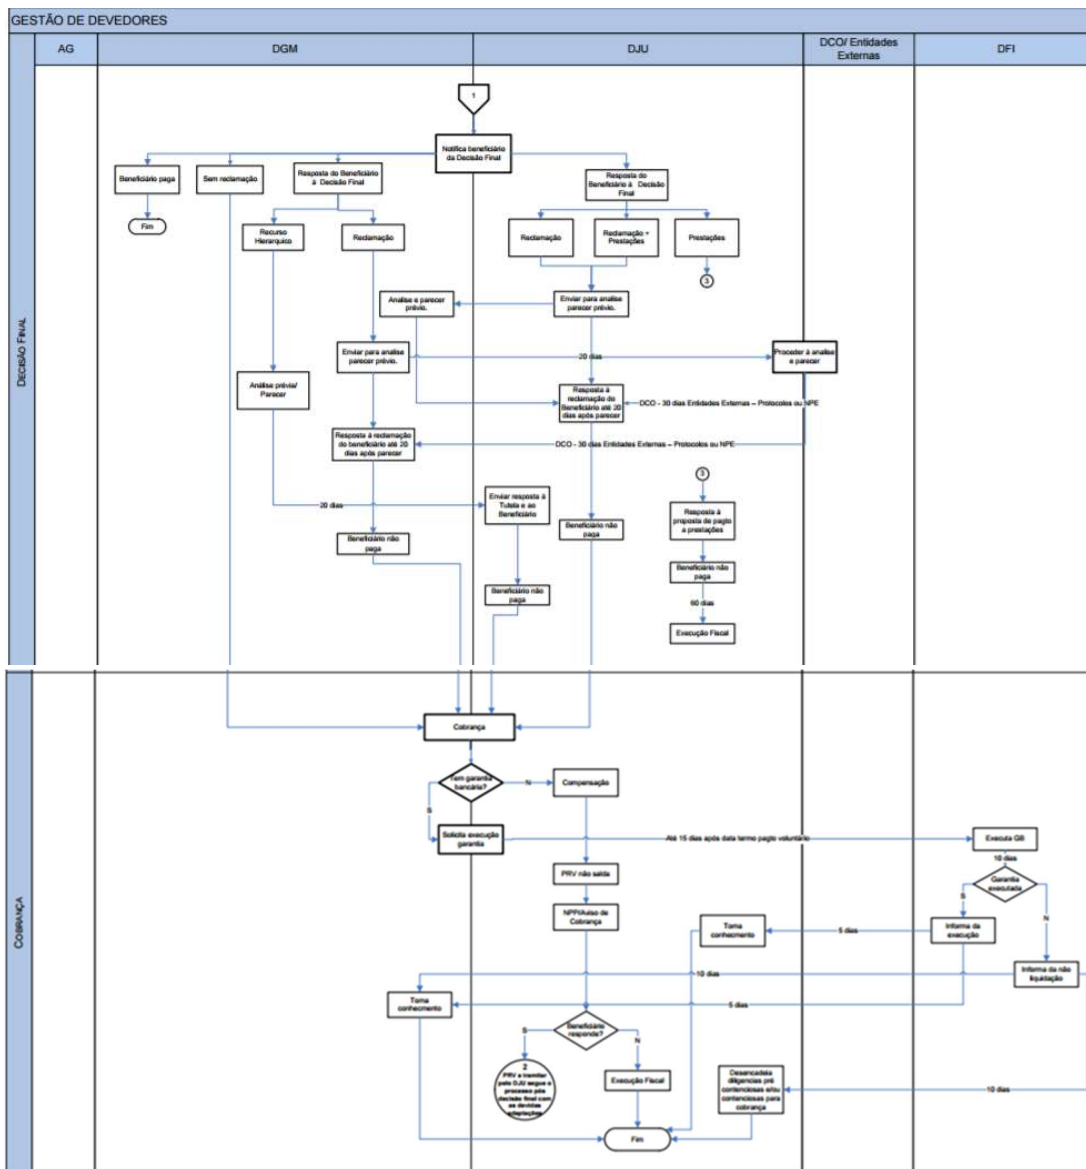 GESTÃO DE DEVEDORES
AG
DGM
DJU
DCO/ Entidades
Externas
DFI
DECISÃO FINAL
1
Notifica beneficiário
da Decisão Final
Beneficiário paga
Sem reclamação
Resposta do Beneficiário
à Decisão Final
Resposta do
Beneficiário à Decisão
Final
Fim
Recurso
Hierarquico
Reclamação
Reclamação
Reclamação +
Prestações
Prestações
3
Analise e parecer
prévio.
Enviar para analise
parecer prévio.
Enviar para analise
parecer prévio.
20 dias
Proceder à analise
e parecer
Análise prévia/
Parecer
Resposta à
reclamação do
Beneficiário até 20
dias após parecer
DCO - 30 dias Entidades Externas – Protocolos ou NPE
Resposta à reclamação
do beneficiário até 20
dias após parecer
DCO - 30 dias Entidades Externas – Protocolos ou NPE
3
20 dias
Enviar resposta à
Tutela e ao
Beneficiário
Resposta à
proposta de pagto
a prestações
Beneficiário não
paga
Beneficiário não
paga
Beneficiário não
paga
Beneficiário não
paga
60 dias
Execução Fiscal
COBRANÇA
Cobrança
Tem garantia
bancária?
N
Compensação
S
Solicita execução
garantia
Até 15 dias após data termo pagto voluntário
Executa GB
10 dias
PRV não salda
Garantia
executada
S
N
NPP/Aviso de
Cobrança
Toma
conhecimento
5 dias
Informa da
execução
10 dias
Informa da não
liquidação
Toma
conhecimento
5 dias
Beneficiário
responde?
S
N
2
PRV a tramitar
pelo DJU segue o
processo pós
decisão final com
as devidas
adaptações
Execução Fiscal
Desencadeia
diligencias pré
contenciosas e/ou
contenciosas para
cobrança
10 dias
Fim